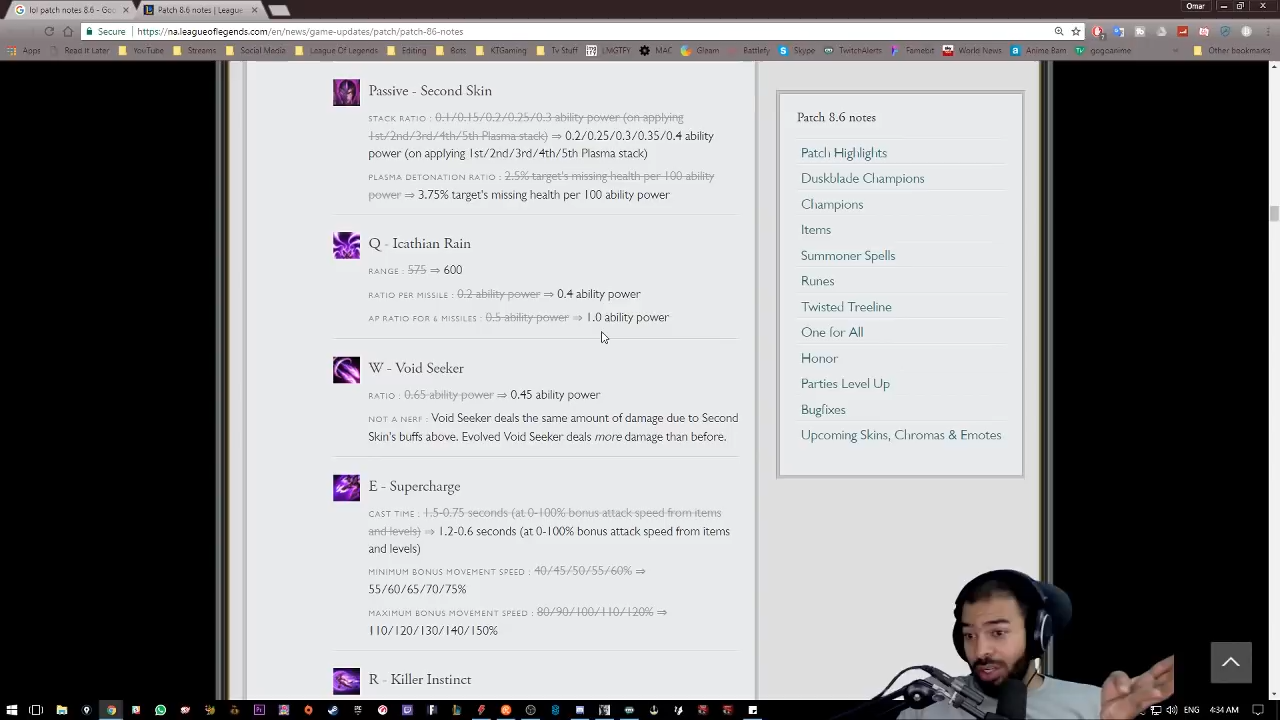 lol patch notes 8.6 - Goo
Patch 8.6 notes | League
Omar
Secure
https://na.leagueoflegends.com/en/news/game-updates/patch/patch-86-notes
Apps
Read It Later
YouTube
Streams
Social Media
League Of Legends
Editing
Bots
KTGaming
Tv Stuff
LMGTFY
MAC
Gleam
Battlefy
Skype
TwitchAlerts
Famebit
World News
Anime Bam
gogoanime
Other bookmarks
Passive - Second Skin
STACK RATIO : 0.1/0.15/0.2/0.25/0.3 ability power (on applying
1st/2nd/3rd/4th/5th Plasma stack) ⇒ 0.2/0.25/0.3/0.35/0.4 ability
power (on applying 1st/2nd/3rd/4th/5th Plasma stack)
PLASMA DETONATION RATIO : 2.5% target's missing health per 100 ability
power ⇒ 3.75% target's missing health per 100 ability power
Q - Icathian Rain
RANGE : 575 ⇒ 600
RATIO PER MISSILE : 0.2 ability power ⇒ 0.4 ability power
AP RATIO FOR 6 MISSILES : 0.5 ability power ⇒ 1.0 ability power
W - Void Seeker
RATIO : 0.65 ability power ⇒ 0.45 ability power
NOT A NERF : Void Seeker deals the same amount of damage due to Second
Skin's buffs above. Evolved Void Seeker deals more damage than before.
E - Supercharge
CAST TIME : 1.5-0.75 seconds (at 0-100% bonus attack speed from items
and levels) ⇒ 1.2-0.6 seconds (at 0-100% bonus attack speed from items
and levels)
MINIMUM BONUS MOVEMENT SPEED : 40/45/50/55/60% ⇒
55/60/65/70/75%
MAXIMUM BONUS MOVEMENT SPEED : 80/90/100/110/120% ⇒
110/120/130/140/150%
R - Killer Instinct
Patch 8.6 notes
Patch Highlights
Duskblade Champions
Champions
Items
Summoner Spells
Runes
Twisted Treeline
One for All
Honor
Parties Level Up
Bugfixes
Upcoming Skins, Chromas & Emotes
ENG
4:34 AM